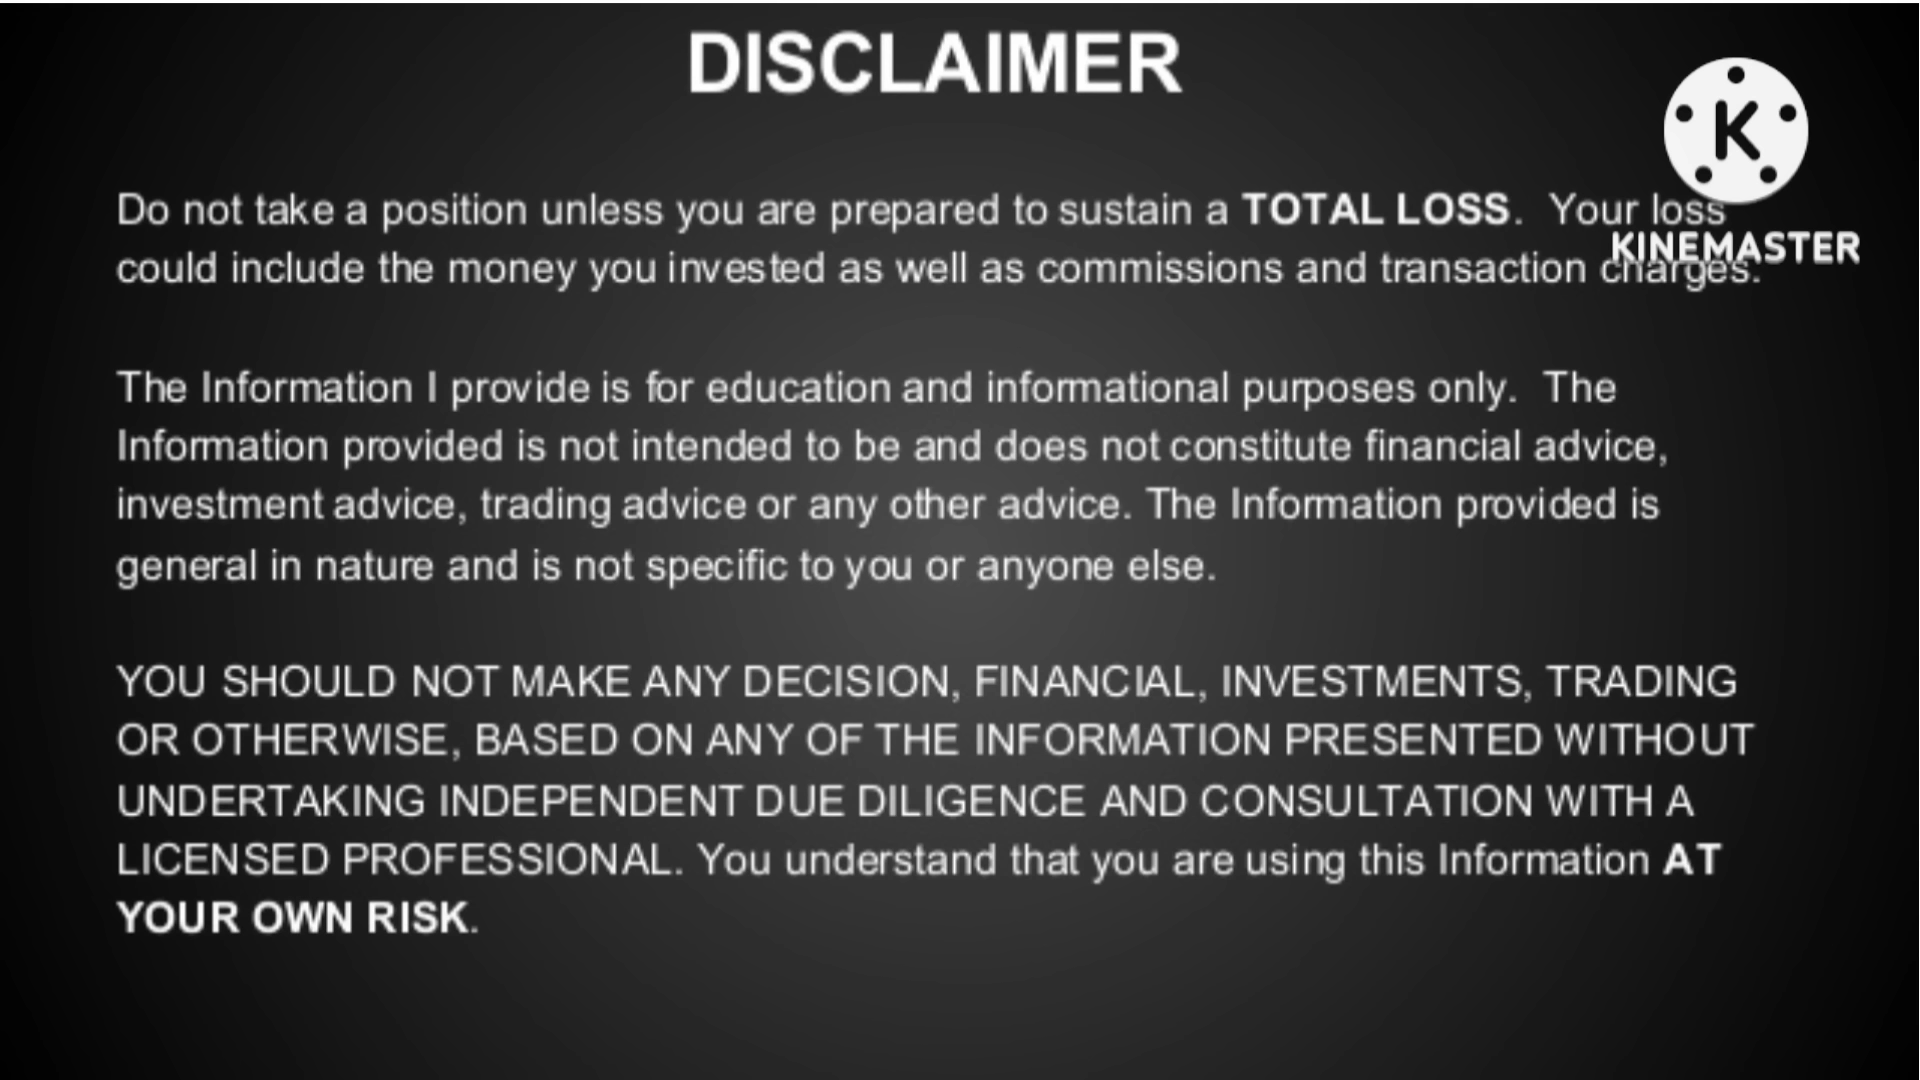 DISCLAIMER
K
Do not take a position unless you are prepared to sustain a TOTAL LOSS. Your loss
KINEMASTER
could include the money you invested as well as commissions and transaction charges.
The Information I provide is for education and informational purposes only. The
Information provided is not intended to be and does not constitute financial advice,
investment advice, trading advice or any other advice. The Information provided is
general in nature and is not specific to you or anyone else.
YOU SHOULD NOT MAKE ANY DECISION, FINANCIAL, INVESTMENTS, TRADING
OR OTHERWISE, BASED ON ANY OF THE INFORMATION PRESENTED WITHOUT
UNDERTAKING INDEPENDENT DUE DILIGENCE AND CONSULTATION WITH A
LICENSED PROFESSIONAL. You understand that you are using this Information AT
YOUR OWN RISK.